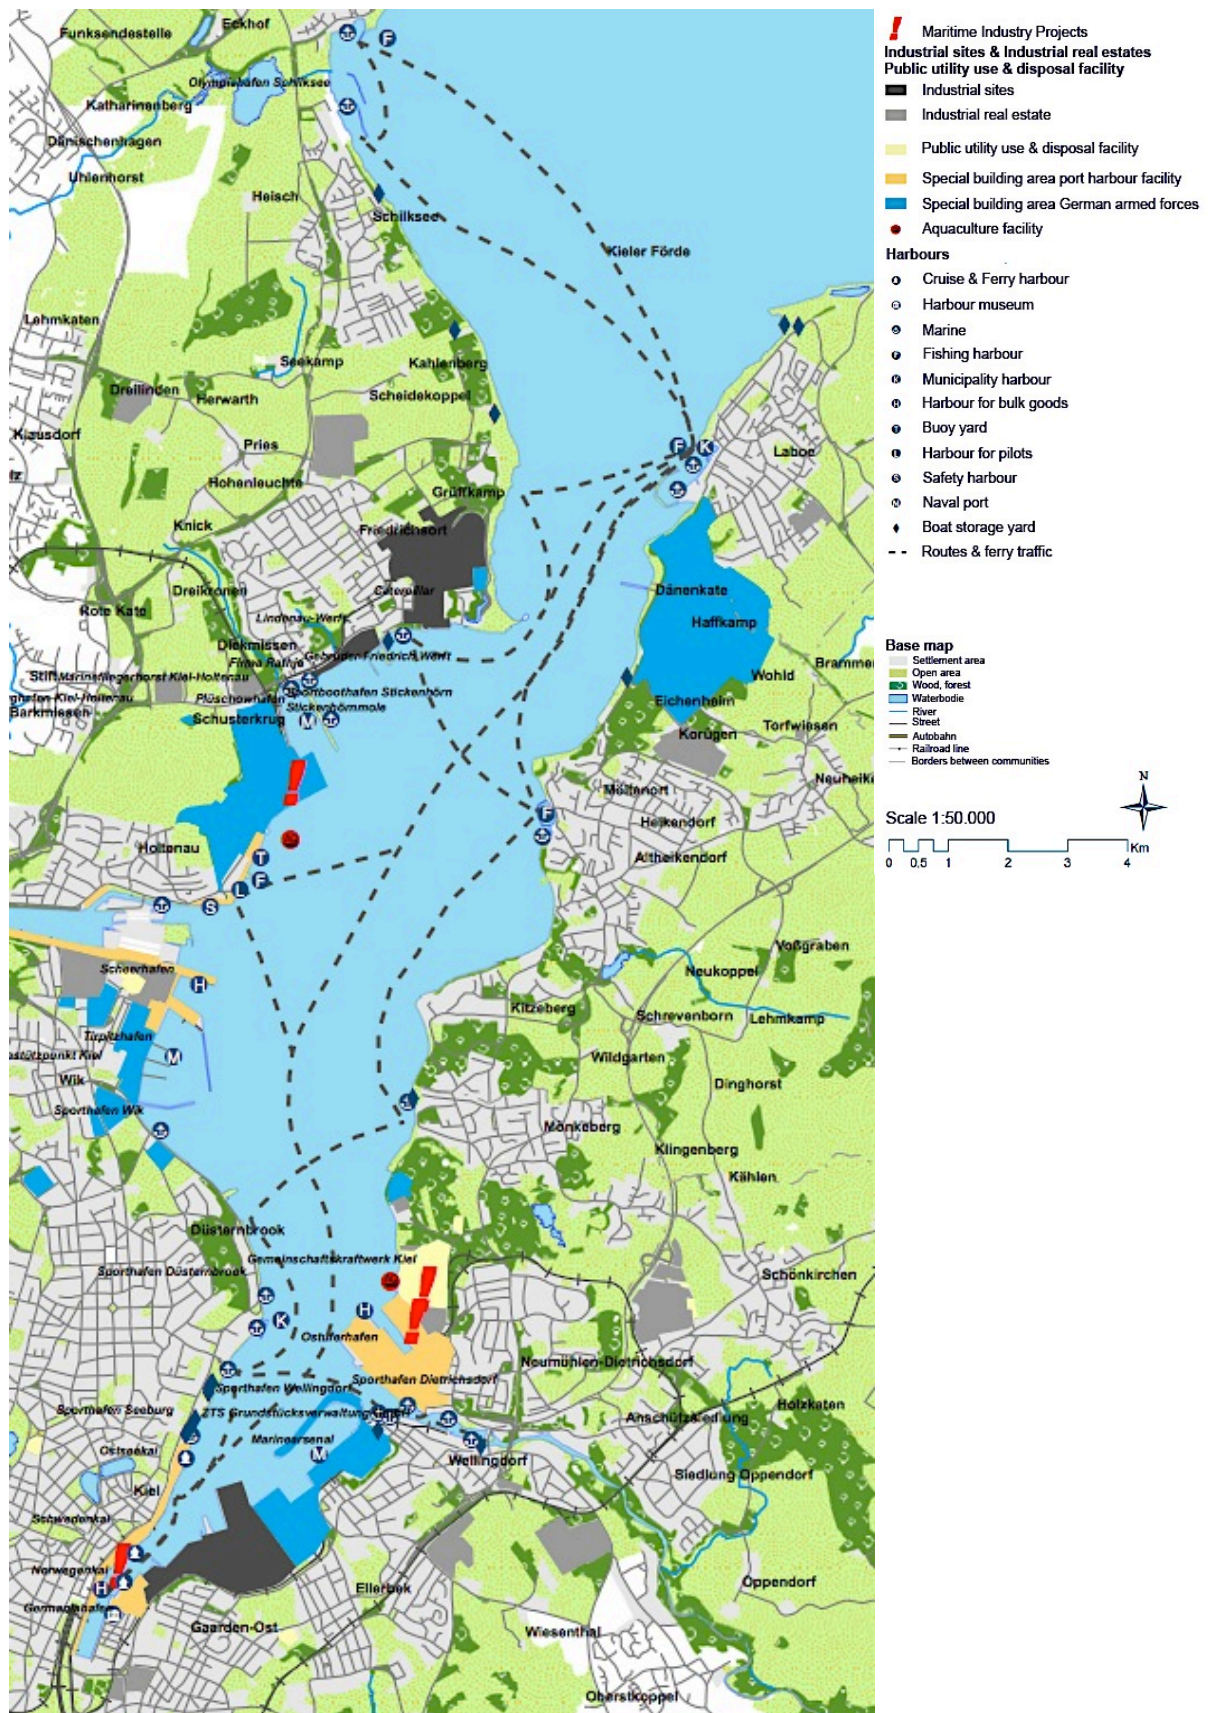 Eckhof
Funksendestelle
F
Olympiahafen Schilksee
Katharinenberg
Dänischenhagen
Uhlenhorst
Heisch
Schilksee
Kieler Förde
Lehmkaten
Seekamp
Kahlenberg
Dreilinden
Herwarth
Scheidekoppel
Klausdorf
Pries
F K
Laboe
Hohenleuchte
Grüffkamp
Knick
Friedrichsort
Dreikronen
Caterpillar
Dänenkate
Rote Kate
Lindenau-Werft
Haffkamp
Diekmissen
Gebrüder Friedrich Werft
Firma Rathje
Brammer
Stift
Marinefliegerhorst Kiel-Holtenau
Wohld
Plüschowhafen
Sportboothafen Stickenhörn
Barkmissen
Stickenhörnmole
Eichenheim
Schusterkrug
M
Torfwiesen
Korügen
Neuheike
Möltenort
F
Heikendorf
Holtenau
T
Altheikendorf
L F
S
Voßgraben
Scheerhafen
Neukoppel
H
Kitzeberg
Schrevenborn
Lehmkamp
Tirpitzhafen
M
Wildgarten
Wik
Dinghorst
Sporthafen Wik
Mönkeberg
Klingenberg
Kählen
Düsternbrook
Gemeinschaftskraftwerk Kiel
Sporthafen Düsternbrook
Schönkirchen
H
K
Ostuferhafen
Neumühlen-Dietrichsdorf
Sporthafen Dietrichsdorf
Sporthafen Wellingdorf
Holzkaten
Sporthafen Seeburg
ZTS Grundstücksverwaltung GmbH
Anschützsiedlung
Marinearsenal
Ostseekai
M
Wellingdorf
Siedlung Oppendorf
Kiel
Schwedenkai
Norwegenkai
H
Oppendorf
Ellerbek
Germaniahafen
Gaarden-Ost
Wiesenthal
Oberstkoppel
Maritime Industry Projects
Industrial sites & Industrial real estates
Public utility use & disposal facility
Industrial sites
Industrial real estate
Public utility use & disposal facility
Special building area port harbour facility
Special building area German armed forces
Aquaculture facility
Harbours
Cruise & Ferry harbour
Harbour museum
Marine
F Fishing harbour
K Municipality harbour
H Harbour for bulk goods
T Buoy yard
L Harbour for pilots
S Safety harbour
M Naval port
Boat storage yard
Routes & ferry traffic
Base map
Settlement area
Open area
Wood, forest
Waterbodie
River
Street
Autobahn
Railroad line
Borders between communities
N
Scale 1:50.000
Km
0 0,5 1 2 3 4